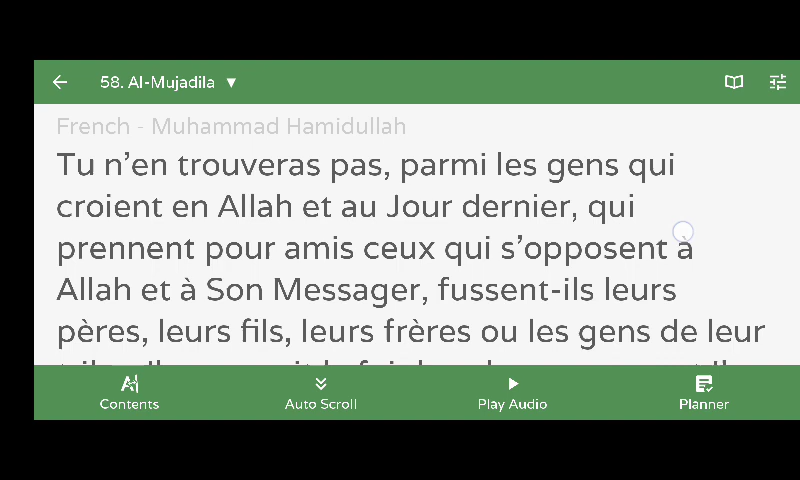 58. Al-Mujadila ▼
French - Muhammad Hamidullah
Tu n'en trouveras pas, parmi les gens qui
croient en Allah et au Jour dernier, qui
prennent pour amis ceux qui s'opposent à
Allah et à Son Messager, fussent-ils leurs
pères, leurs fils, leurs frères ou les gens de leur
Contents
Auto Scroll
Play Audio
Planner